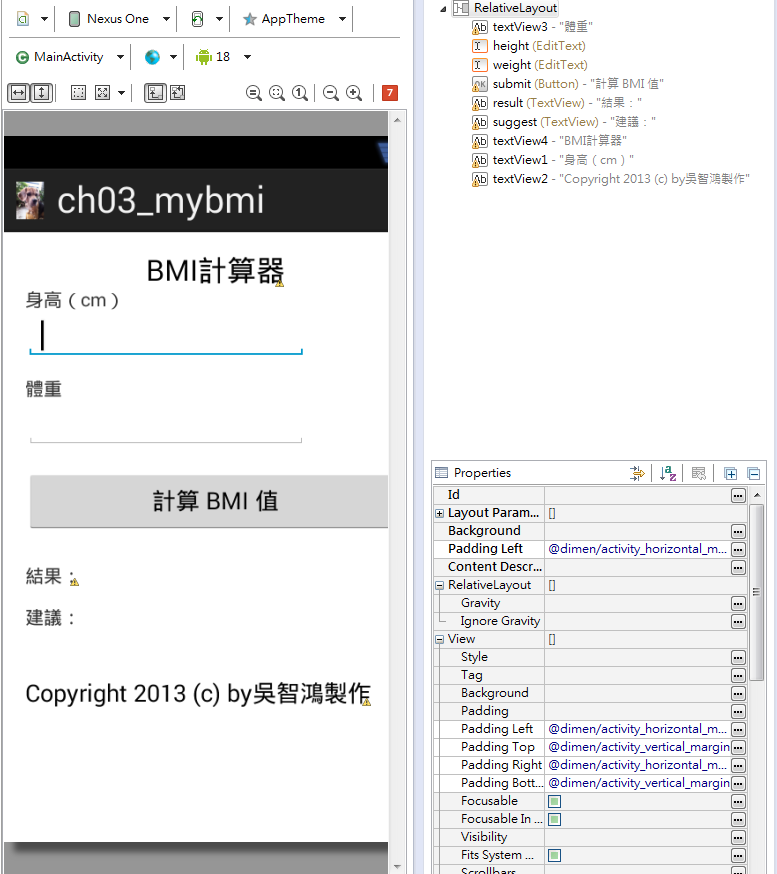 Nexus One
AppTheme
MainActivity
18
7
ch03_mybmi
BMI計算器
身高（cm）
體重
計算 BMI 值
結果：
建議：
Copyright 2013 (c) by吳智鴻製作
RelativeLayout
textView3 - "體重"
height (EditText)
weight (EditText)
submit (Button) - "計算 BMI 值"
result (TextView) - "結果："
suggest (TextView) - "建議："
textView4 - "BMI計算器"
textView1 - "身高（cm）"
textView2 - "Copyright 2013 (c) by吳智鴻製作"
Properties
Id
Layout Param... []
Background
Padding Left @dimen/activity_horizontal_m...
Content Descr...
RelativeLayout []
Gravity
Ignore Gravity
View []
Style
Tag
Background
Padding
Padding Left @dimen/activity_horizontal_m...
Padding Top @dimen/activity_vertical_margin
Padding Right @dimen/activity_horizontal_m...
Padding Bott... @dimen/activity_vertical_margin
Focusable
Focusable In ...
Visibility
Fits System ...
Scrollbars